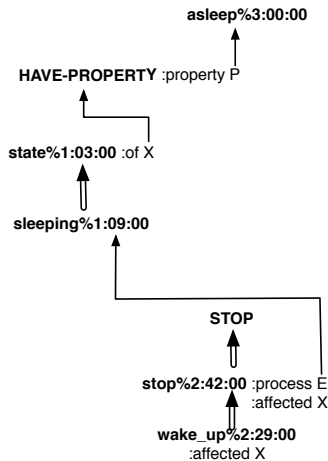 asleep%3:00:00
HAVE-PROPERTY :property P
state%1:03:00 :of X
sleeping%1:09:00
STOP
stop%2:42:00 :process E
:affected X
wake_up%2:29:00
:affected X